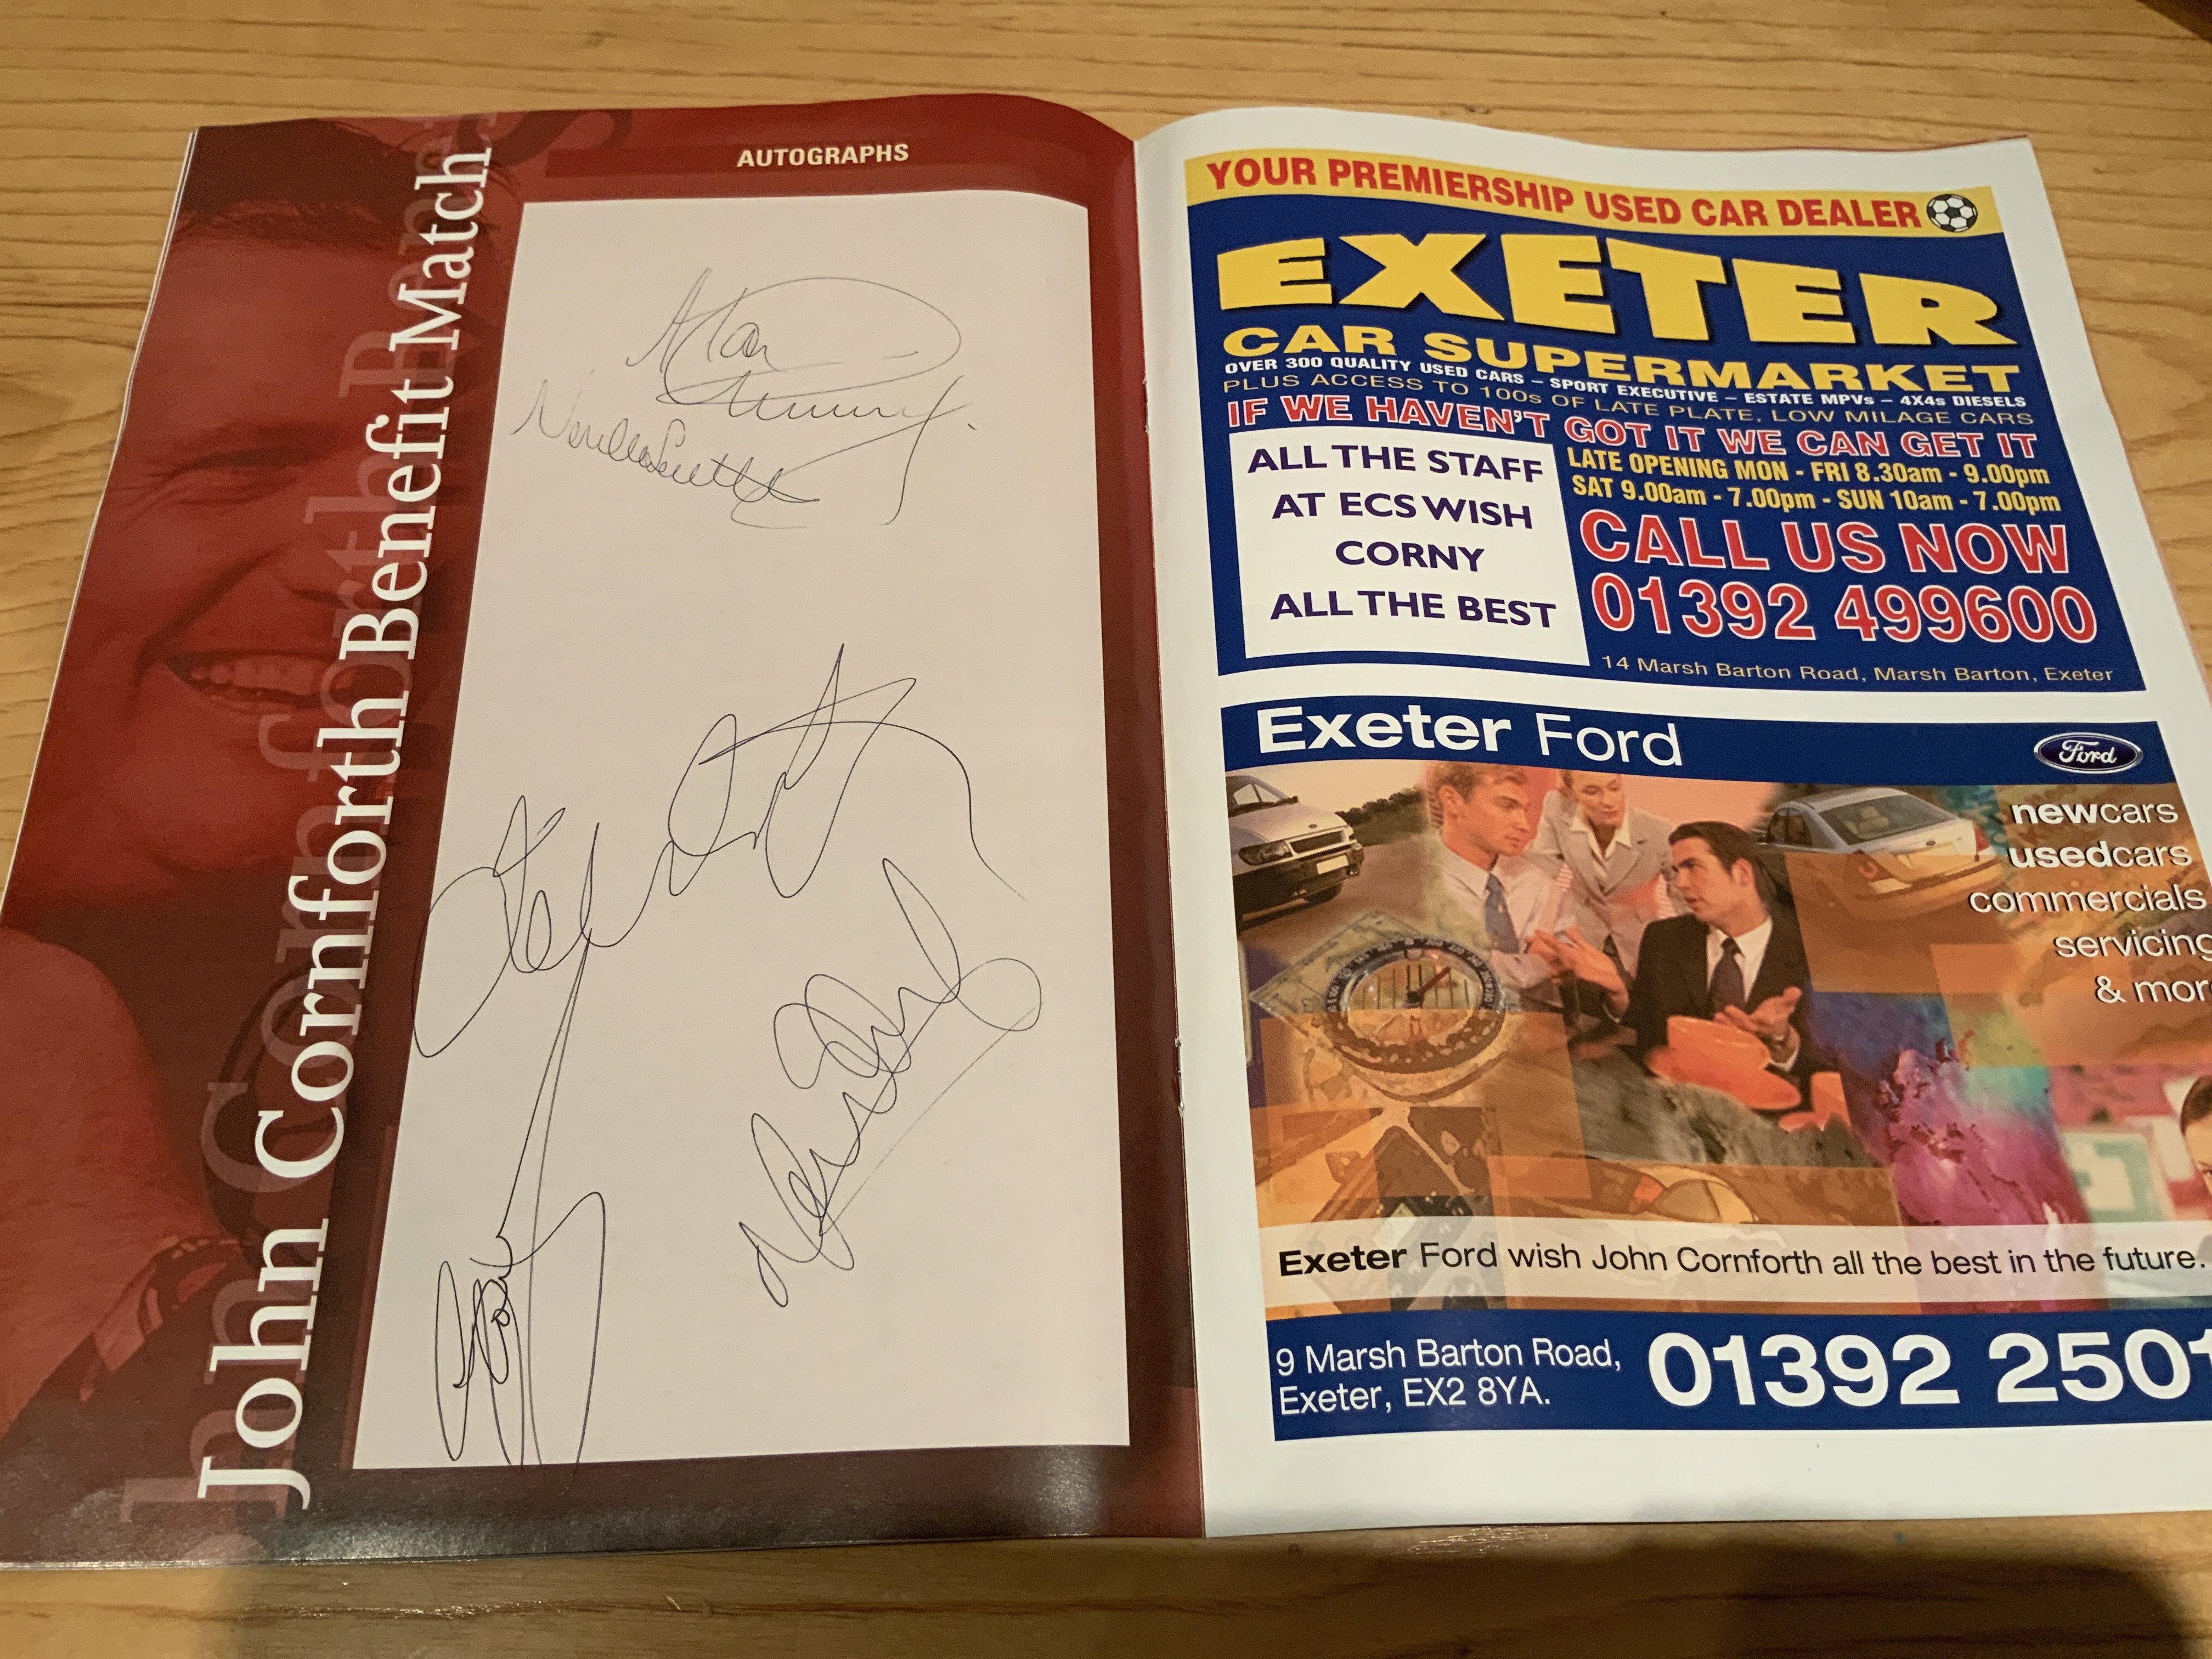 John Cornforth Benefit Match
AUTOGRAPHS
Alan
YOUR PREMIERSHIP USED CAR DEALER
EXETER
CAR SUPERMARKET
OVER 300 QUALITY USED CARS – SPORT EXECUTIVE – ESTATE MPVs – 4X4s DIESELS
PLUS ACCESS TO 100s OF LATE PLATE, LOW MILAGE CARS
IF WE HAVEN'T GOT IT WE CAN GET IT
ALL THE STAFF
AT ECS WISH
CORNY
ALL THE BEST
LATE OPENING MON - FRI 8.30am - 9.00pm
SAT 9.00am - 7.00pm - SUN 10am - 7.00pm
CALL US NOW
01392 499600
14 Marsh Barton Road, Marsh Barton, Exeter
Exeter Ford
Ford
newcars
usedcars
commercials
servicing
& mor
Exeter Ford wish John Cornforth all the best in the future.
9 Marsh Barton Road,
Exeter, EX2 8YA.
01392 2501